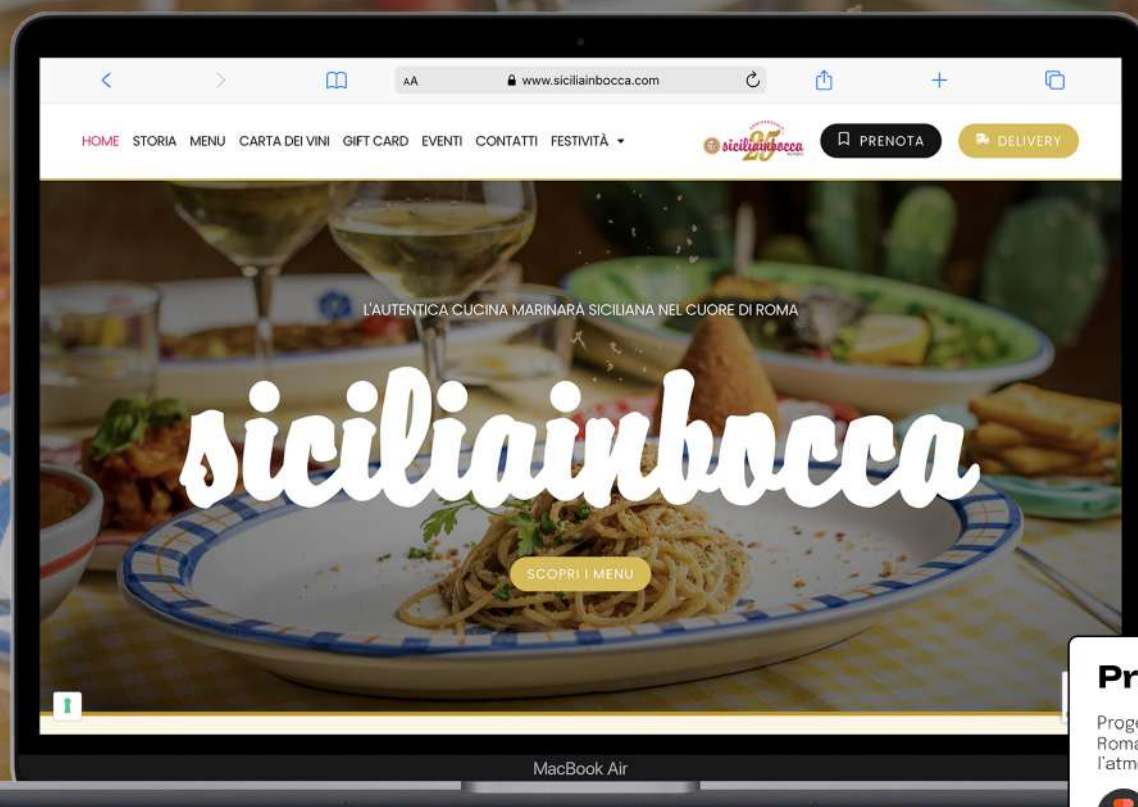 AA
www.siciliainbocca.com
HOME STORIA MENU CARTA DEI VINI GIFT CARD EVENTI CONTATTI FESTIVITÀ
siciliainbocca
25
PRENOTA
DELIVERY
L'AUTENTICA CUCINA MARINARA SICILIANA NEL CUORE DI ROMA
siciliainbocca
SCOPRI I MENU
MacBook Air
Roma